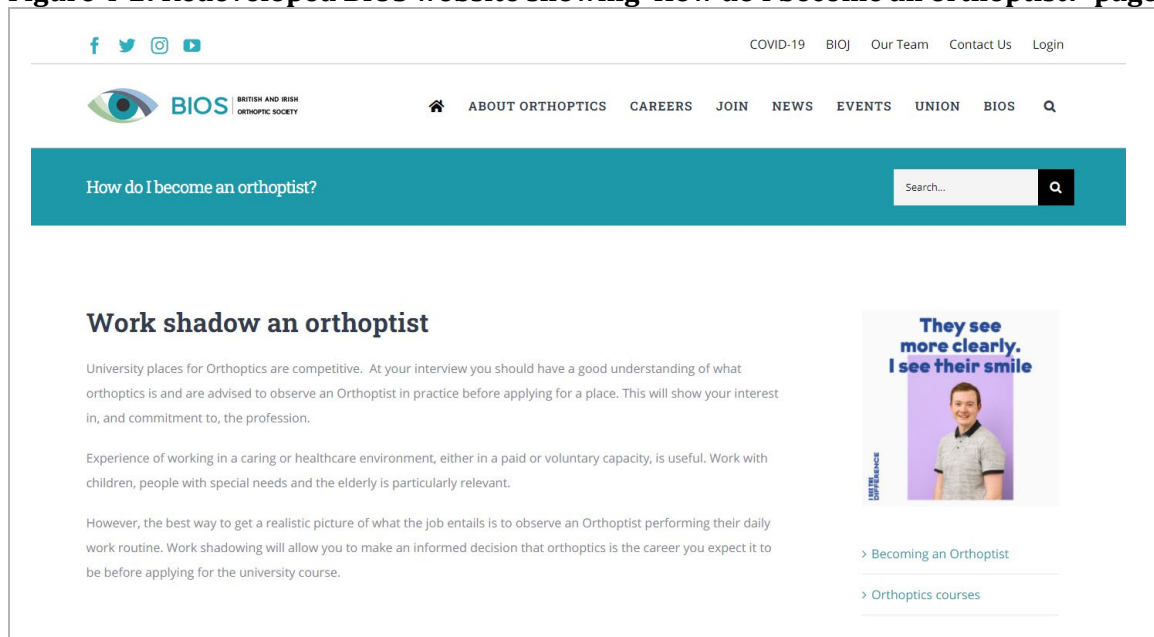 COVID-19 BIOJ Our Team Contact Us Login
BIOS BRITISH AND IRISH
ORTHOPTIC SOCIETY
ABOUT ORTHOPTICS CAREERS JOIN NEWS EVENTS UNION BIOS
How do I become an orthoptist?
Search...
Work shadow an orthoptist
University places for Orthoptics are competitive. At your interview you should have a good understanding of what
orthoptics is and are advised to observe an Orthoptist in practice before applying for a place. This will show your interest
in, and commitment to, the profession.
Experience of working in a caring or healthcare environment, either in a paid or voluntary capacity, is useful. Work with
children, people with special needs and the elderly is particularly relevant.
However, the best way to get a realistic picture of what the job entails is to observe an Orthoptist performing their daily
work routine. Work shadowing will allow you to make an informed decision that orthoptics is the career you expect it to
be before applying for the university course.
They see
more clearly.
I see their smile
I SEE THE
DIFFERENCE
> Becoming an Orthoptist
> Orthoptics courses